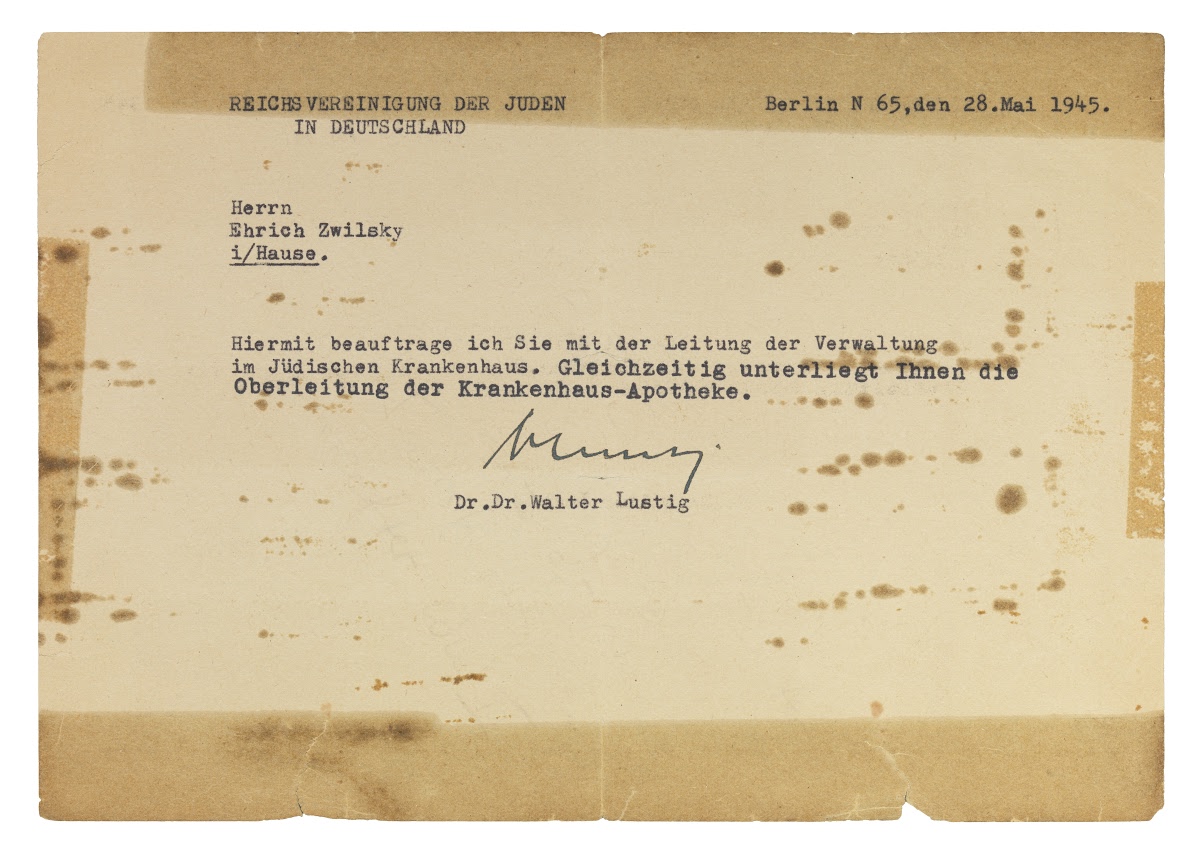 REICHSVEREINIGUNG DER JUDEN
IN DEUTSCHLAND
Berlin N 65,den 28.Mai 1945.
Herrn
Ehrich Zwilsky
i/Hause.
Hiermit beauftrage ich Sie mit der Leitung der Verwaltung
im Jüdischen Krankenhaus. Gleichzeitig unterliegt Ihnen die
Oberleitung der Krankenhaus-Apotheke.
Dr.Dr.Walter Lustig